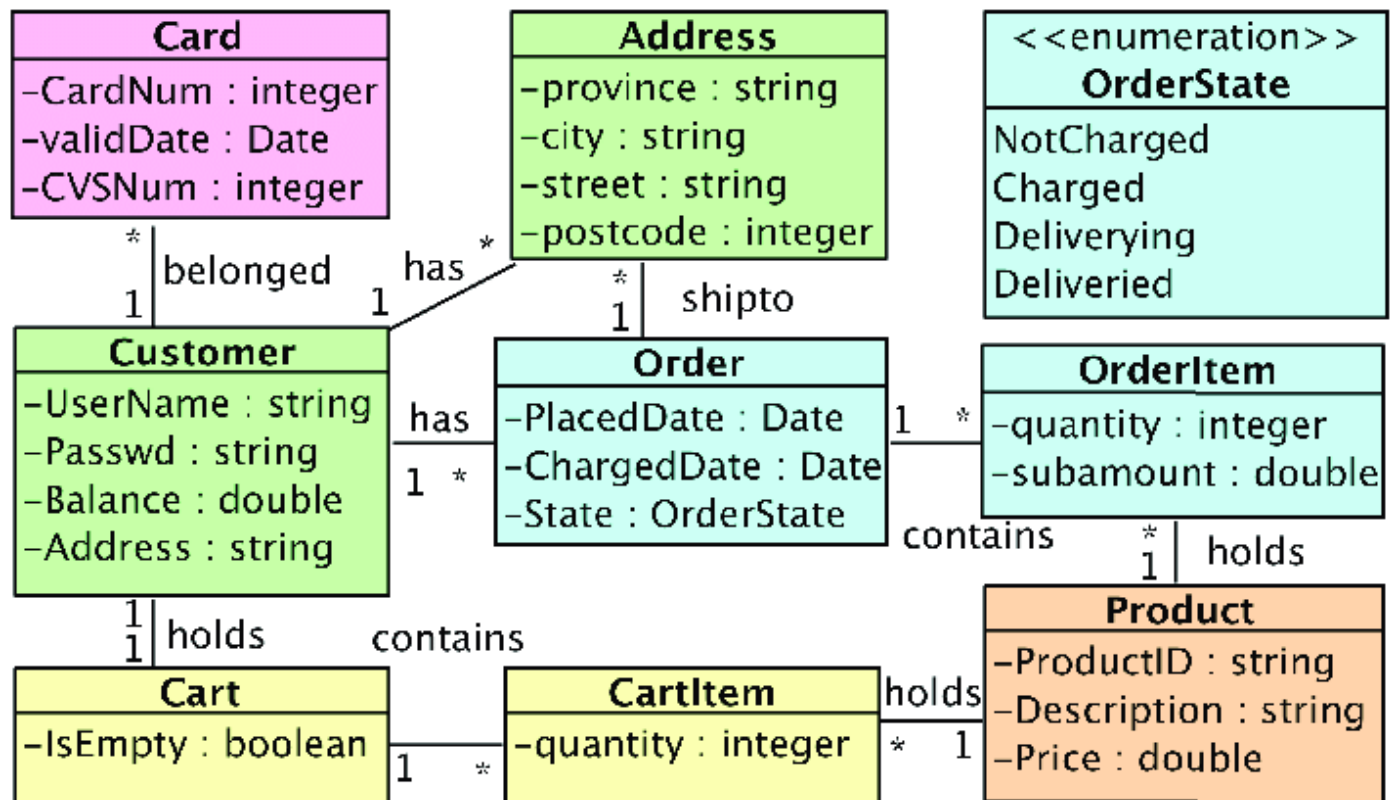 Card
-CardNum : integer
-validDate : Date
-CVSNum : integer
Address
-province : string
-city : string
-street : string
-postcode : integer
<<enumeration>>
OrderState
NotCharged
Charged
Deliverying
Deliveried
*
belonged
1
has
*
1
*
shipto
1
Customer
-UserName : string
-Passwd : string
-Balance : double
-Address : string
has
1 *
Order
-PlacedDate : Date
-ChargedDate : Date
-State : OrderState
1 *
contains
OrderItem
-quantity : integer
-subamount : double
*
holds
1
1
holds
1
contains
Cart
-IsEmpty : boolean
1 *
CartItem
-quantity : integer
holds
* 1
Product
-ProductID : string
-Description : string
-Price : double